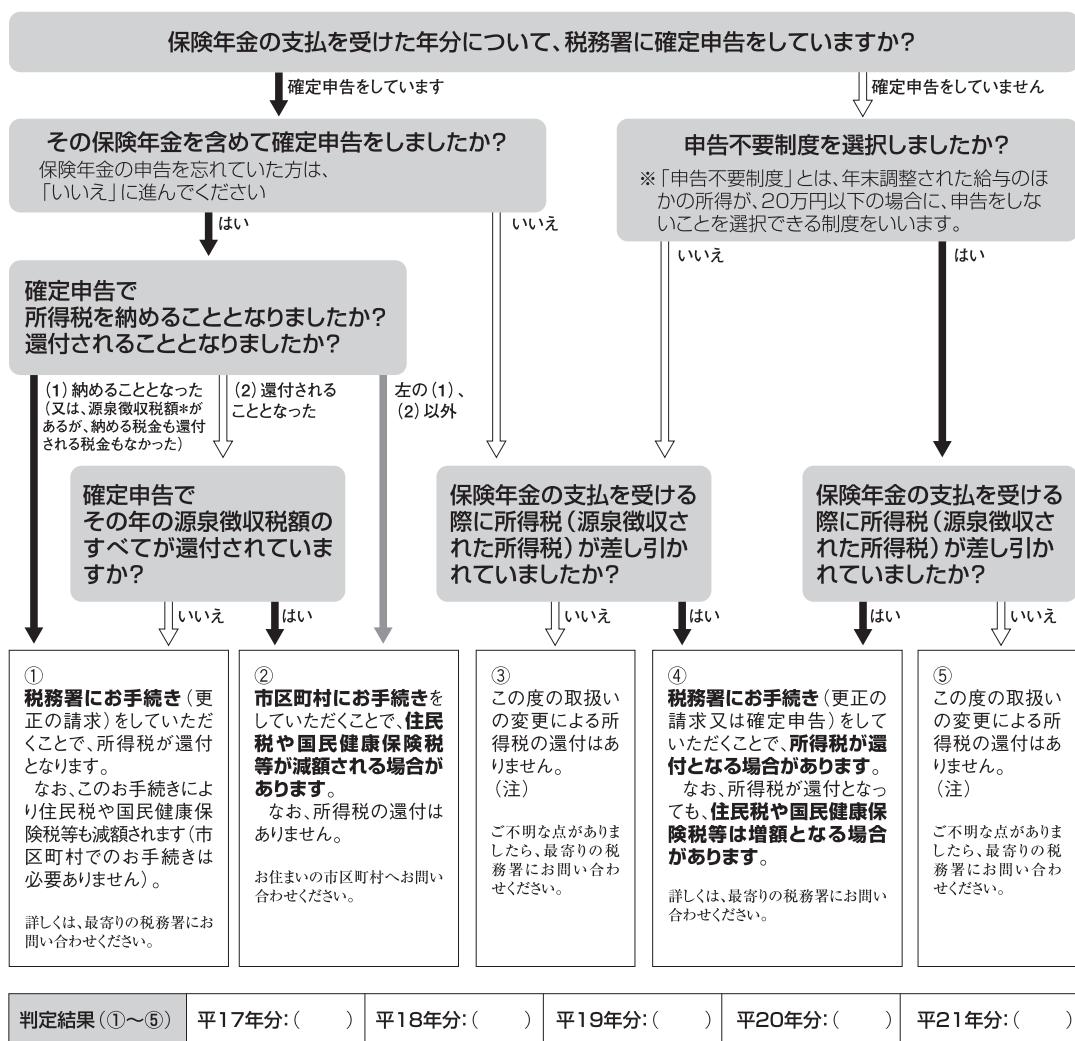 保険年金の支払を受けた年分について、税務署に確定申告をしていますか？
確定申告をしています
確定申告をしていません
その保険年金を含めて確定申告をしましたか？
保険年金の申告を忘れていた方は、
「いいえ」に進んでください
申告不要制度を選択しましたか？
※「申告不要制度」とは、年末調整された給与のほ
かの所得が、20万円以下の場合に、申告をしな
いことを選択できる制度をいいます。
はい
いいえ
いいえ
はい
確定申告で
所得税を納めることとなりましたか？
還付されることとなりましたか？
(1) 納めることとなった
(又は、源泉徴収税額*が
あるが、納める税金も還付
される税金もなかった)
(2) 還付される
こととなった
左の(1)、
(2)以外
確定申告で
その年の源泉徴収税額の
すべてが還付されていま
すか？
保険年金の支払を受ける
際に所得税（源泉徴収さ
れた所得税）が差し引か
れていましたか？
保険年金の支払を受ける
際に所得税（源泉徴収さ
れた所得税）が差し引か
れていましたか？
いいえ
はい
いいえ
はい
はい
いいえ
①
税務署にお手続き（更
正の請求）をしていただ
くことで、所得税が還付
となります。
なお、このお手続きによ
り住民税や国民健康保
険税等も減額されます（市
区町村でのお手続きは
必要ありません）。
詳しくは、最寄りの税務署にお
問い合わせください。
②
市区町村にお手続きを
していただくことで、住民
税や国民健康保険税
等が減額される場合が
あります。
なお、所得税の還付は
ありません。
お住まいの市区町村へお問い
合わせください。
③
この度の取扱い
の変更による所
得税の還付はあ
りません。
（注）
ご不明な点がありま
したら、最寄りの税
務署にお問い合わ
せください。
④
税務署にお手続き（更正の
請求又は確定申告）をして
いただくことで、所得税が還
付となる場合があります。
なお、所得税が還付となっ
ても、住民税や国民健康保
険税等は増額となる場合
があります。
詳しくは、最寄りの税務署にお問い
合わせください。
⑤
この度の取扱い
の変更による所
得税の還付はあ
りません。
（注）
ご不明な点がありま
したら、最寄りの税
務署にお問い合わ
せください。
判定結果（①～⑤） 平17年分：（　　） 平18年分：（　　） 平19年分：（　　） 平20年分：（　　） 平21年分：（　　）